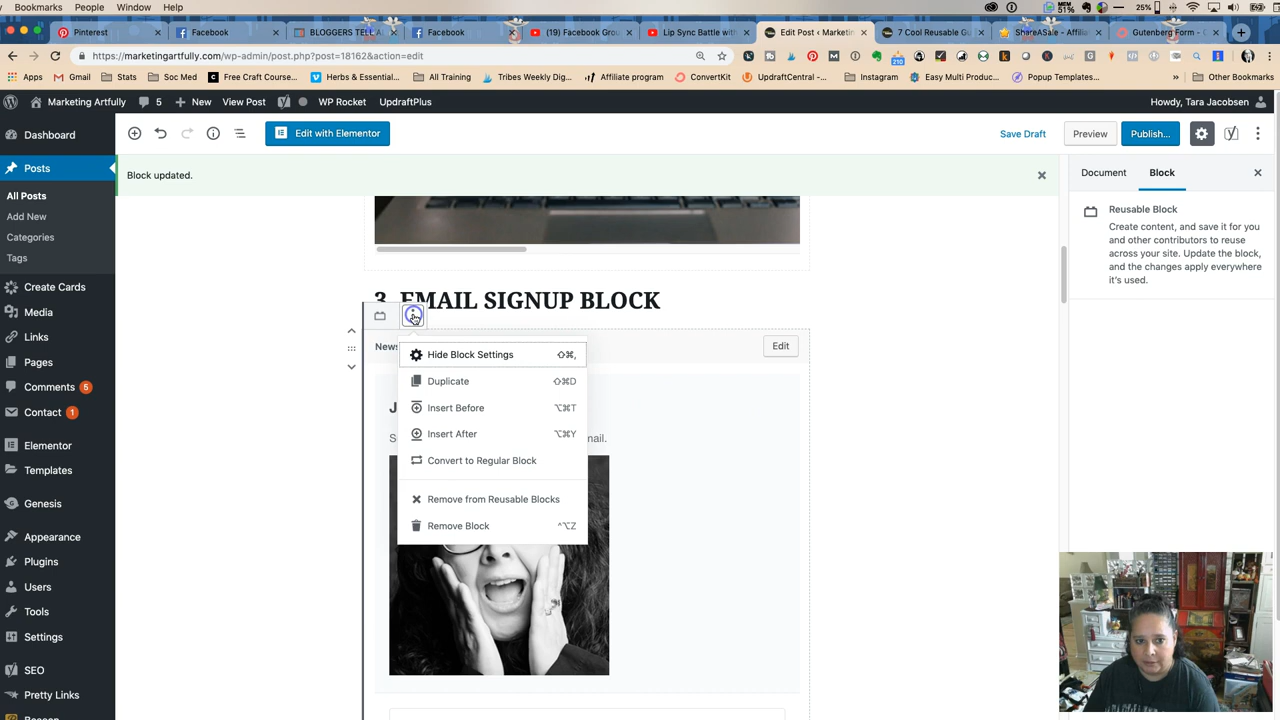 Bookmarks People Window Help
51%
25%
Pinterest
Facebook
BLOGGERS TELL A
Facebook
(19) Facebook Gro
Lip Sync Battle with
Edit Post ‹ Marketin
7 Cool Reusable Gu
ShareASale - Affilia
Gutenberg Form - C
https://marketingartfully.com/wp-admin/post.php?post=18162&action=edit
210
Apps
Gmail
Stats
Soc Med
Free Craft Course...
Herbs & Essential...
All Training
Tribes Weekly Dig...
Affiliate program
ConvertKit
UpdraftCentral -...
Instagram
Easy Multi Produc...
Popup Templates...
»
Other Bookmarks
Marketing Artfully
5
New
View Post
WP Rocket
UpdraftPlus
Howdy, Tara Jacobsen
Dashboard
Edit with Elementor
Save Draft
Preview
Publish...
Posts
Block updated.
Document
Block
All Posts
Add New
Categories
Tags
Reusable Block
Create content, and save it for you
and other contributors to reuse
across your site. Update the block,
and the changes apply everywhere
it's used.
Create Cards
Media
Links
Pages
Comments 5
Contact 1
Elementor
Templates
Genesis
Appearance
Plugins
Users
Tools
Settings
SEO
Pretty Links
3. EMAIL SIGNUP BLOCK
News
Edit
Hide Block Settings ⇧⌘,
Duplicate ⇧⌘D
Insert Before ⌥⌘T
Insert After ⌥⌘Y
Convert to Regular Block
Remove from Reusable Blocks
Remove Block ^⌥Z
J
S
mail.